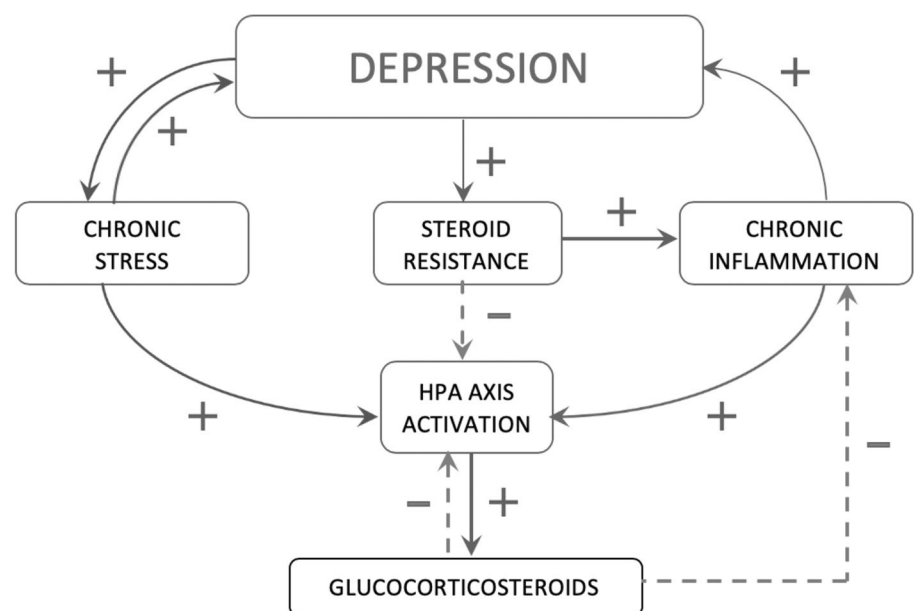 DEPRESSION
+
+
+
+
CHRONIC
STRESS
STEROID
RESISTANCE
+
CHRONIC
INFLAMMATION
−
HPA AXIS
ACTIVATION
+
+
−
−
+
GLUCOCORTICOSTEROIDS